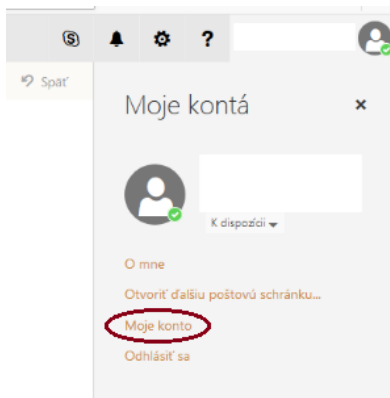 ?
Späť
Moje kontá
K dispozícii
O mne
Otvoriť ďalšiu poštovú schránku...
Moje konto
Odhlásiť sa